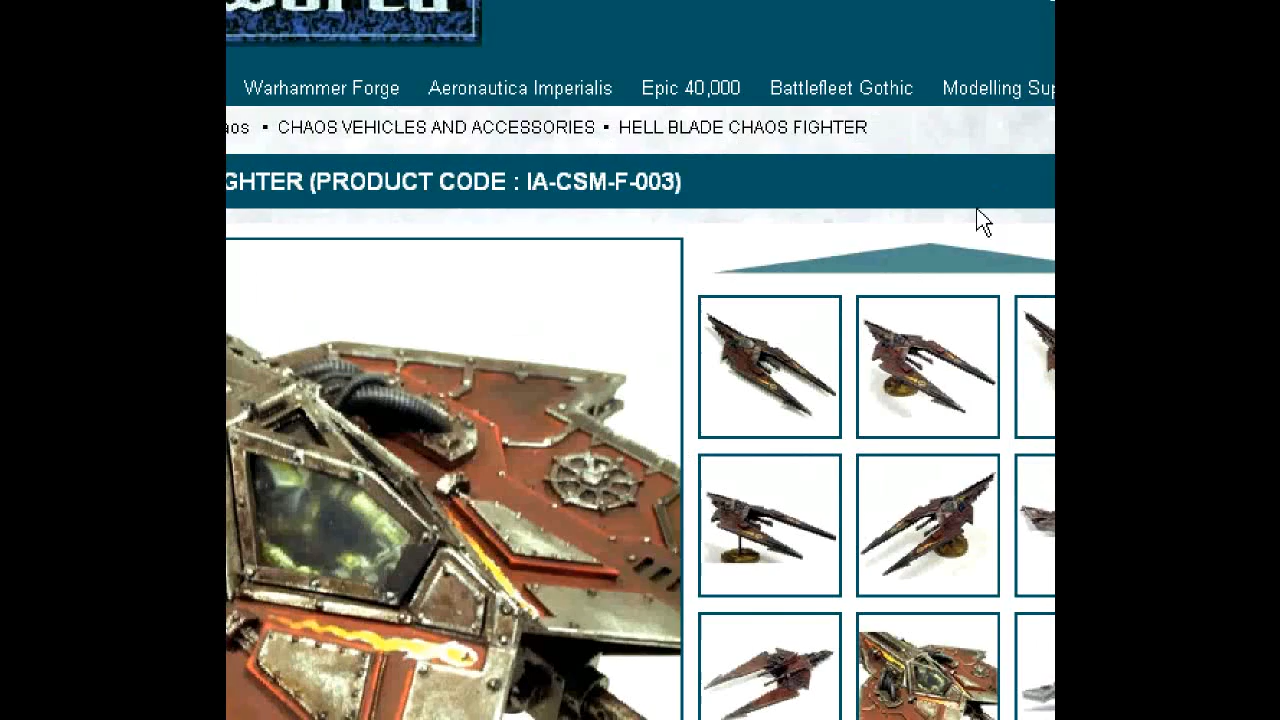 World
Warhammer Forge Aeronautica Imperialis Epic 40,000 Battlefleet Gothic Modelling Sup
aos ▪ CHAOS VEHICLES AND ACCESSORIES ▪ HELL BLADE CHAOS FIGHTER
GHTER (PRODUCT CODE : IA-CSM-F-003)